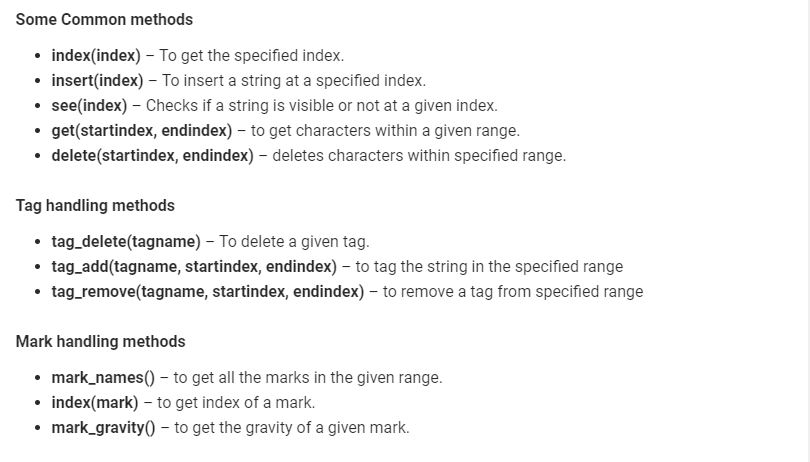 Some Common methods
• index(index) – To get the specified index.
• insert(index) – To insert a string at a specified index.
• see(index) – Checks if a string is visible or not at a given index.
• get(startindex, endindex) – to get characters within a given range.
• delete(startindex, endindex) – deletes characters within specified range.
Tag handling methods
• tag_delete(tagname) – To delete a given tag.
• tag_add(tagname, startindex, endindex) – to tag the string in the specified range
• tag_remove(tagname, startindex, endindex) – to remove a tag from specified range
Mark handling methods
• mark_names() – to get all the marks in the given range.
• index(mark) – to get index of a mark.
• mark_gravity() – to get the gravity of a given mark.